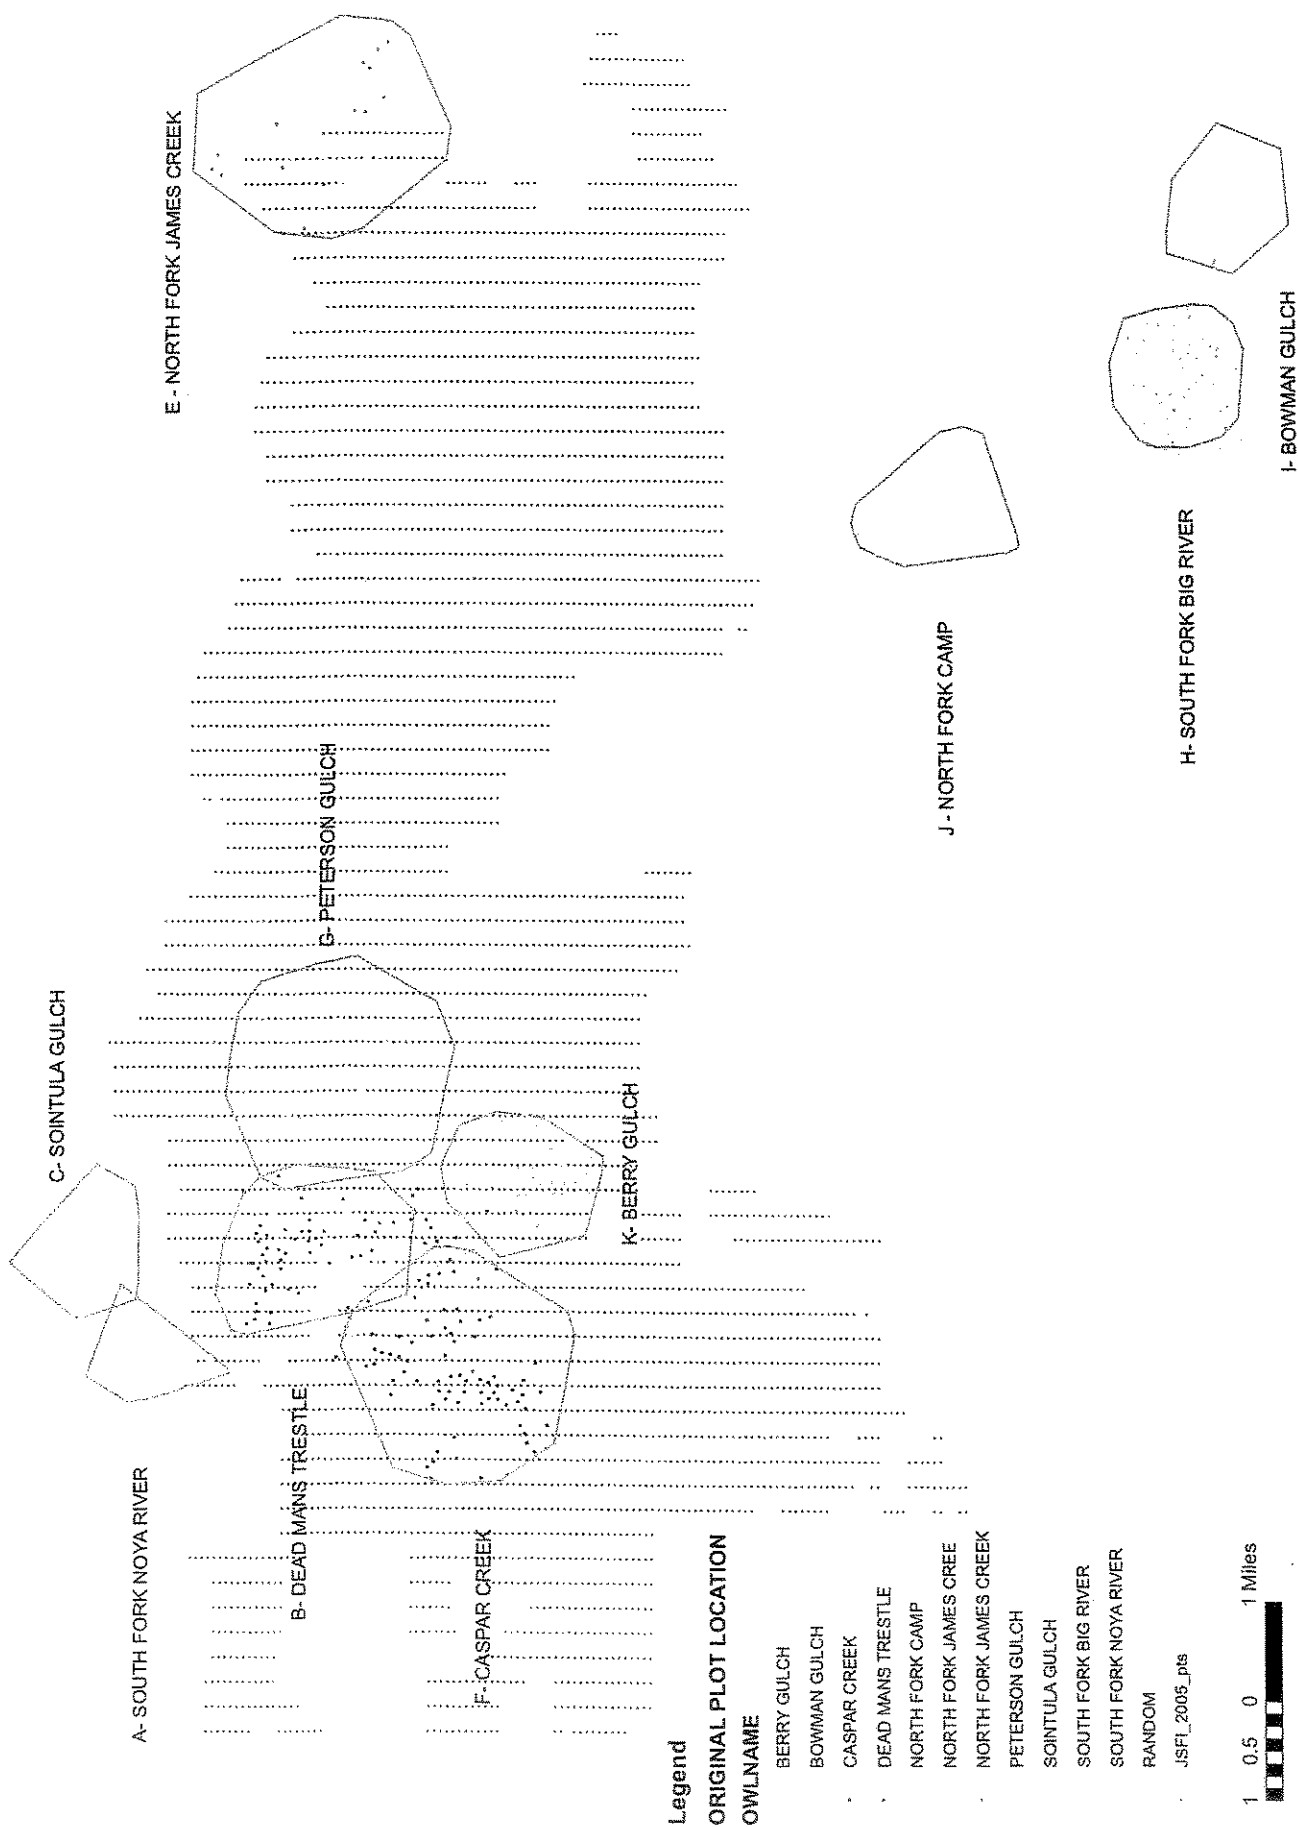 A- SOUTH FORK NOYA RIVER
C- SOINTULA GULCH
E - NORTH FORK JAMES CREEK
B- DEAD MANS TRESTLE
G- PETERSON GULCH
F- CASPAR CREEK
K- BERRY GULCH
J - NORTH FORK CAMP
H- SOUTH FORK BIG RIVER
I- BOWMAN GULCH
Legend
ORIGINAL PLOT LOCATION
OWLNAME
BERRY GULCH
BOWMAN GULCH
CASPAR CREEK
DEAD MANS TRESTLE
NORTH FORK CAMP
NORTH FORK JAMES CREE
NORTH FORK JAMES CREEK
PETERSON GULCH
SOINTULA GULCH
SOUTH FORK BIG RIVER
SOUTH FORK NOYA RIVER
RANDOM
JSFI_2005_pts
1 0.5 0 1 Miles